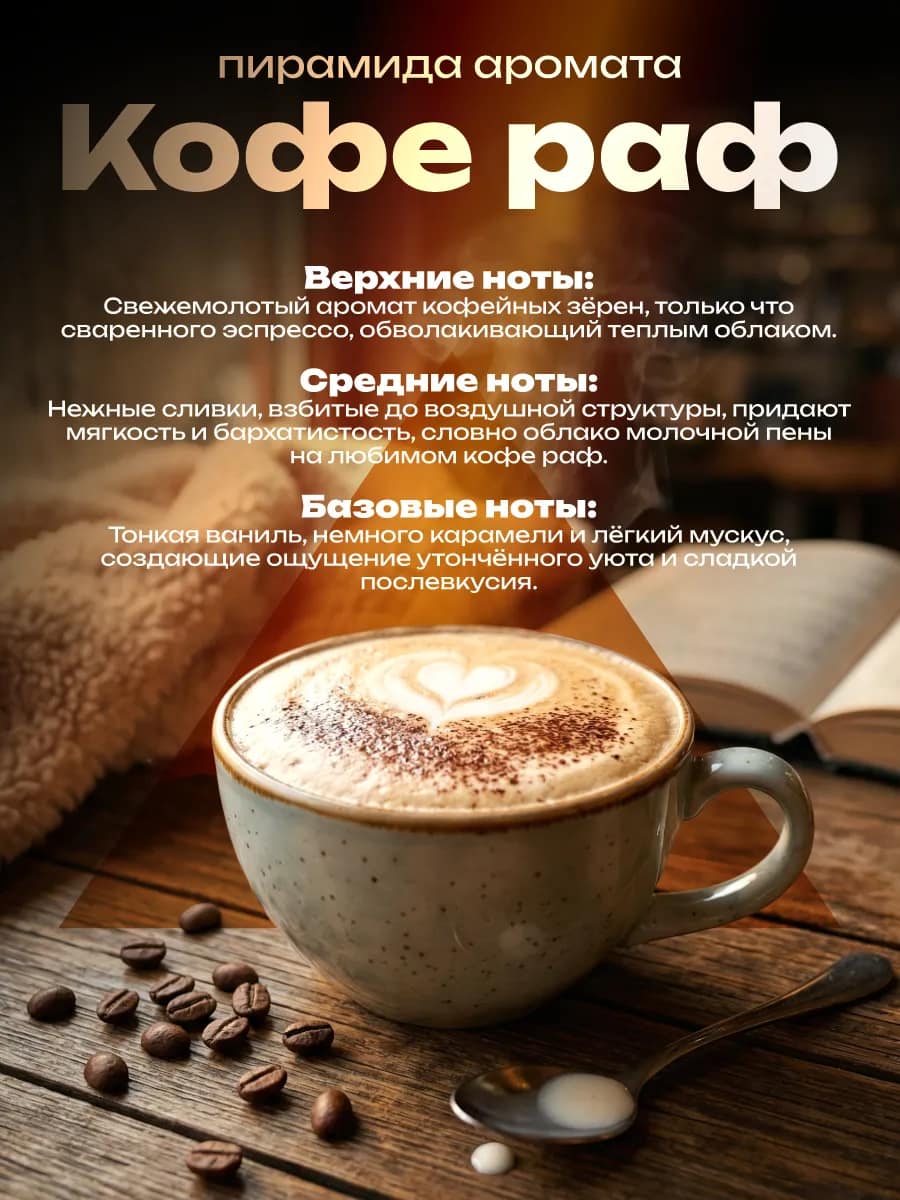 пирамида аромата
Кофе раф
Верхние ноты:
Свежемолотый аромат кофейных зёрен, только что
сваренного эспрессо, обволакивающий теплым облаком.
Средние ноты:
Нежные сливки, взбитые до воздушной структуры, придают
мягкость и бархатистость, словно облако молочной пены
на любимом кофе раф.
Базовые ноты:
Тонкая ваниль, немного карамели и лёгкий мускус,
создающие ощущение утончённого уюта и сладкой
послевкусия.